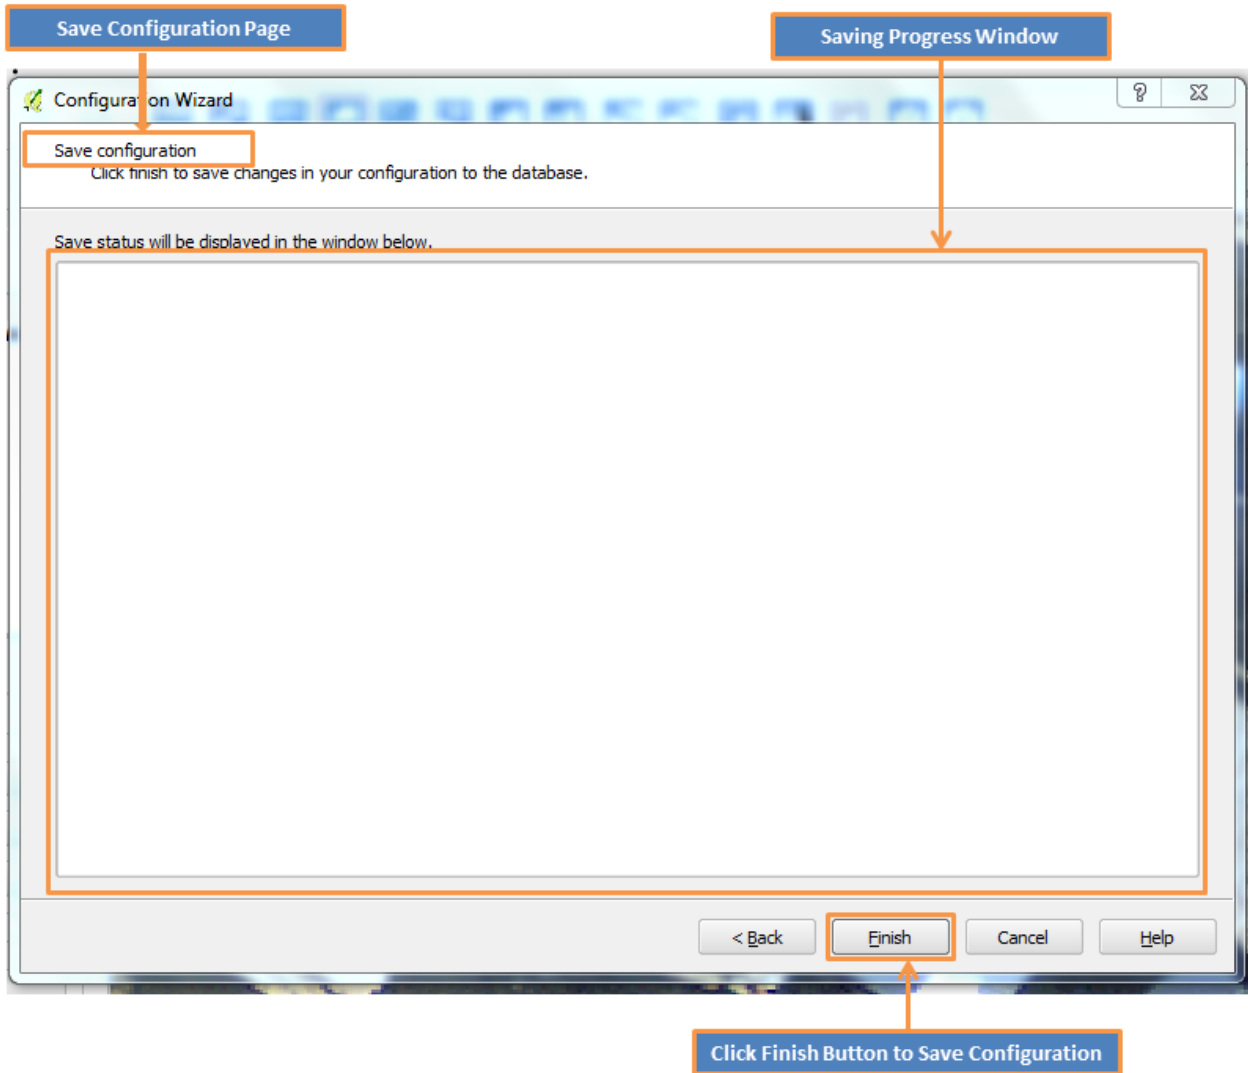 Save Configuration Page
Saving Progress Window
Configuration Wizard
Save configuration
Click finish to save changes in your configuration to the database.
Save status will be displayed in the window below.
< Back
Finish
Cancel
Help
Click Finish Button to Save Configuration